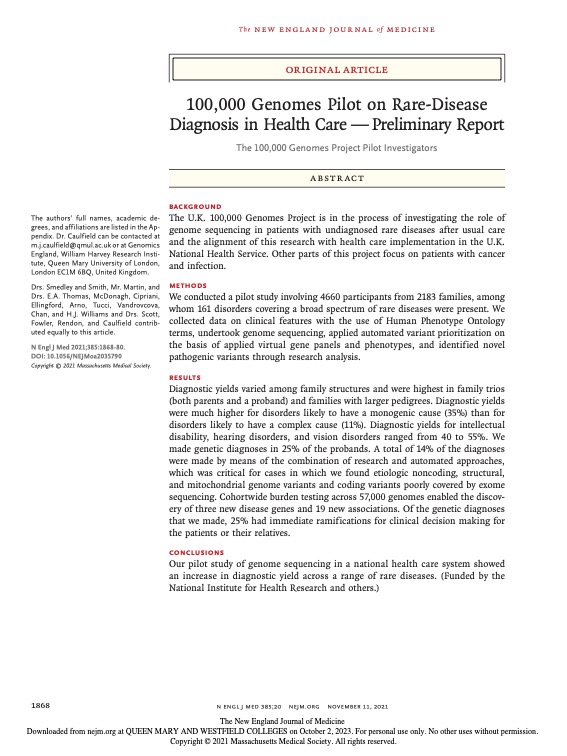 The NEW ENGLAND JOURNAL of MEDICINE
ORIGINAL ARTICLE
100,000 Genomes Pilot on Rare-Disease
Diagnosis in Health Care — Preliminary Report
The 100,000 Genomes Project Pilot Investigators
ABSTRACT
The authors' full names, academic de-
grees, and affiliations are listed in the Ap-
pendix. Dr. Caulfield can be contacted at
m.j.caulfield@qmul.ac.uk or at Genomics
England, William Harvey Research Insti-
tute, Queen Mary University of London,
London EC1M 6BQ, United Kingdom.
Drs. Smedley and Smith, Mr. Martin, and
Drs. E.A. Thomas, McDonagh, Cipriani,
Ellingford, Arno, Tucci, Vandrovcova,
Chan, and H.J. Williams and Drs. Scott,
Fowler, Rendon, and Caulfield contrib-
uted equally to this article.
N Engl J Med 2021;385:1868-80.
DOI: 10.1056/NEJMoa2035790
Copyright © 2021 Massachusetts Medical Society.
BACKGROUND
The U.K. 100,000 Genomes Project is in the process of investigating the role of
genome sequencing in patients with undiagnosed rare diseases after usual care
and the alignment of this research with health care implementation in the U.K.
National Health Service. Other parts of this project focus on patients with cancer
and infection.
METHODS
We conducted a pilot study involving 4660 participants from 2183 families, among
whom 161 disorders covering a broad spectrum of rare diseases were present. We
collected data on clinical features with the use of Human Phenotype Ontology
terms, undertook genome sequencing, applied automated variant prioritization on
the basis of applied virtual gene panels and phenotypes, and identified novel
pathogenic variants through research analysis.
RESULTS
Diagnostic yields varied among family structures and were highest in family trios
(both parents and a proband) and families with larger pedigrees. Diagnostic yields
were much higher for disorders likely to have a monogenic cause (35%) than for
disorders likely to have a complex cause (11%). Diagnostic yields for intellectual
disability, hearing disorders, and vision disorders ranged from 40 to 55%. We
made genetic diagnoses in 25% of the probands. A total of 14% of the diagnoses
were made by means of the combination of research and automated approaches,
which was critical for cases in which we found etiologic noncoding, structural,
and mitochondrial genome variants and coding variants poorly covered by exome
sequencing. Cohortwide burden testing across 57,000 genomes enabled the discov-
ery of three new disease genes and 19 new associations. Of the genetic diagnoses
that we made, 25% had immediate ramifications for clinical decision making for
the patients or their relatives.
CONCLUSIONS
Our pilot study of genome sequencing in a national health care system showed
an increase in diagnostic yield across a range of rare diseases. (Funded by the
National Institute for Health Research and others.)
1868
N ENGL J MED 385;20 NEJM.ORG NOVEMBER 11, 2021
The New England Journal of Medicine
Downloaded from nejm.org at QUEEN MARY AND WESTFIELD COLLEGES on October 2, 2023. For personal use only. No other uses without permission.
Copyright © 2021 Massachusetts Medical Society. All rights reserved.